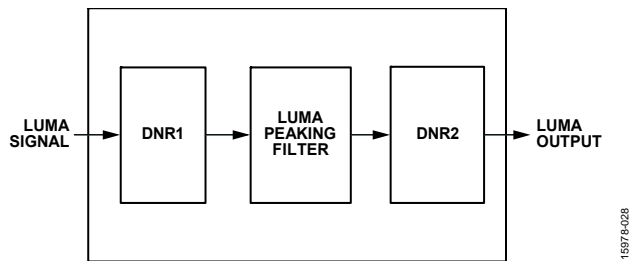 LUMA
SIGNAL
DNR1
LUMA
PEAKING
FILTER
DNR2
LUMA
OUTPUT
15978-028